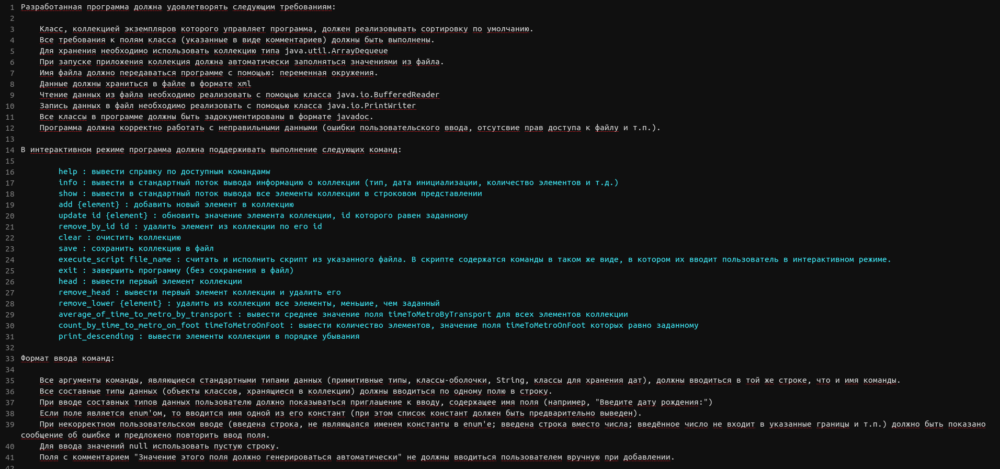 1 Разработанная программа должна удовлетворять следующим требованиям:
2
3 Класс, коллекцией экземпляров которого управляет программа, должен реализовывать сортировку по умолчанию.
4 Все требования к полям класса (указанные в виде комментариев) должны быть выполнены.
5 Для хранения необходимо использовать коллекцию типа java.util.ArrayDequeue
6 При запуске приложения коллекция должна автоматически заполняться значениями из файла.
7 Имя файла должно передаваться программе с помощью: переменная окружения.
8 Данные должны храниться в файле в формате xml
9 Чтение данных из файла необходимо реализовать с помощью класса java.io.BufferedReader
10 Запись данных в файл необходимо реализовать с помощью класса java.io.PrintWriter
11 Все классы в программе должны быть задокументированы в формате javadoc.
12 Программа должна корректно работать с неправильными данными (ошибки пользовательского ввода, отсутсвие прав доступа к файлу и т.п.).
13
14 В интерактивном режиме программа должна поддерживать выполнение следующих команд:
15
16 help : вывести справку по доступным командамw
17 info : вывести в стандартный поток вывода информацию о коллекции (тип, дата инициализации, количество элементов и т.д.)
18 show : вывести в стандартный поток вывода все элементы коллекции в строковом представлении
19 add {element} : добавить новый элемент в коллекцию
20 update id {element} : обновить значение элемента коллекции, id которого равен заданному
21 remove_by_id id : удалить элемент из коллекции по его id
22 clear : очистить коллекцию
23 save : сохранить коллекцию в файл
24 execute_script file_name : считать и исполнить скрипт из указанного файла. В скрипте содержатся команды в таком же виде, в котором их вводит пользователь в интерактивном режиме.
25 exit : завершить программу (без сохранения в файл)
26 head : вывести первый элемент коллекции
27 remove_head : вывести первый элемент коллекции и удалить его
28 remove_lower {element} : удалить из коллекции все элементы, меньшие, чем заданный
29 average_of_time_to_metro_by_transport : вывести среднее значение поля timeToMetroByTransport для всех элементов коллекции
30 count_by_time_to_metro_on_foot timeToMetroOnFoot : вывести количество элементов, значение поля timeToMetroOnFoot которых равно заданному
31 print_descending : вывести элементы коллекции в порядке убывания
32
33 Формат ввода команд:
34
35 Все аргументы команды, являющиеся стандартными типами данных (примитивные типы, классы-оболочки, String, классы для хранения дат), должны вводиться в той же строке, что и имя команды.
36 Все составные типы данных (объекты классов, хранящиеся в коллекции) должны вводиться по одному полю в строку.
37 При вводе составных типов данных пользователю должно показываться приглашение к вводу, содержащее имя поля (например, "Введите дату рождения:")
38 Если поле является enum'ом, то вводится имя одной из его констант (при этом список констант должен быть предварительно выведен).
39 При некорректном пользовательском вводе (введена строка, не являющаяся именем константы в enum'е; введена строка вместо числа; введённое число не входит в указанные границы и т.п.) должно быть показано
сообщение об ошибке и предложено повторить ввод поля.
40 Для ввода значений null использовать пустую строку.
41 Поля с комментарием "Значение этого поля должно генерироваться автоматически" не должны вводиться пользователем вручную при добавлении.
42